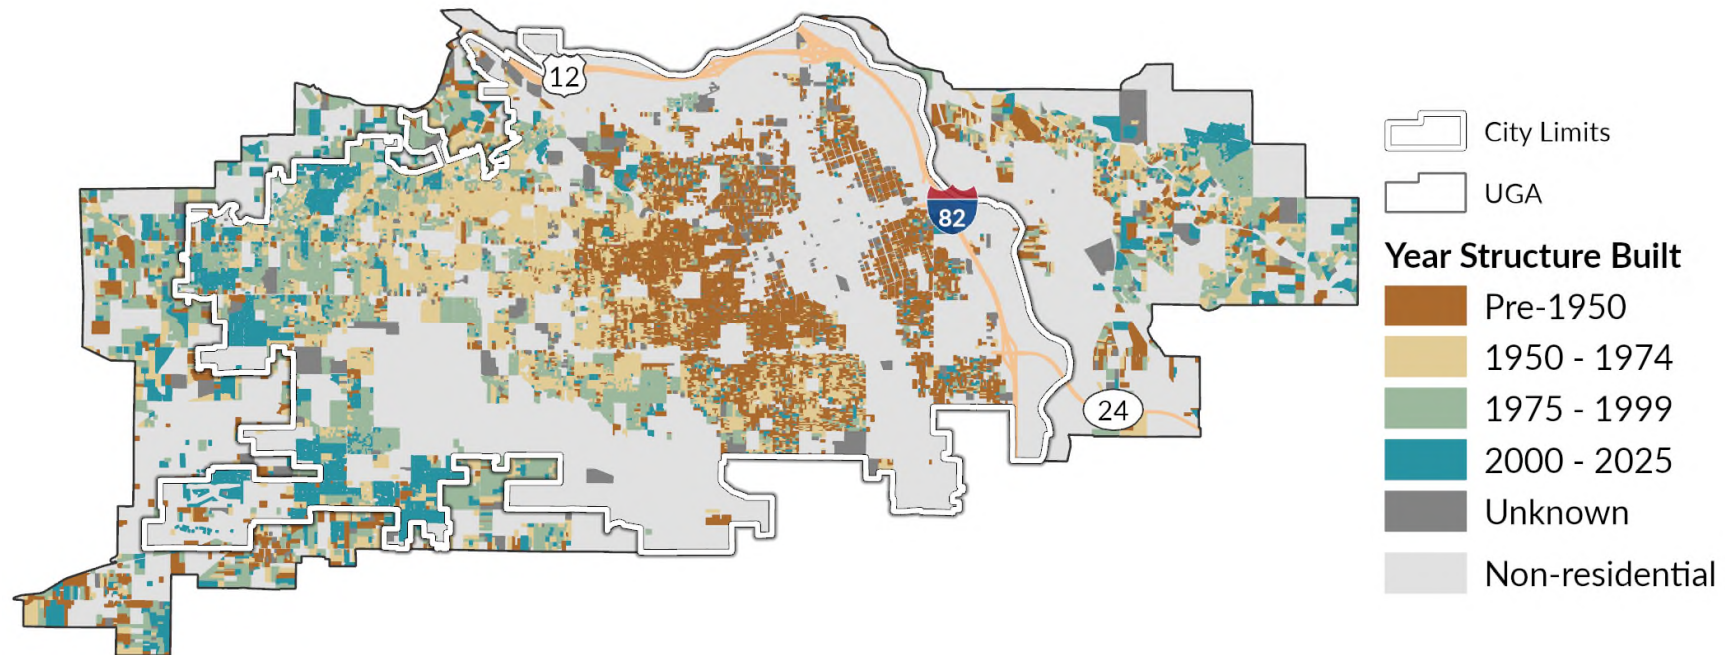 12
82
24
City Limits
UGA
Year Structure Built
Pre-1950
1950 - 1974
1975 - 1999
2000 - 2025
Unknown
Non-residential